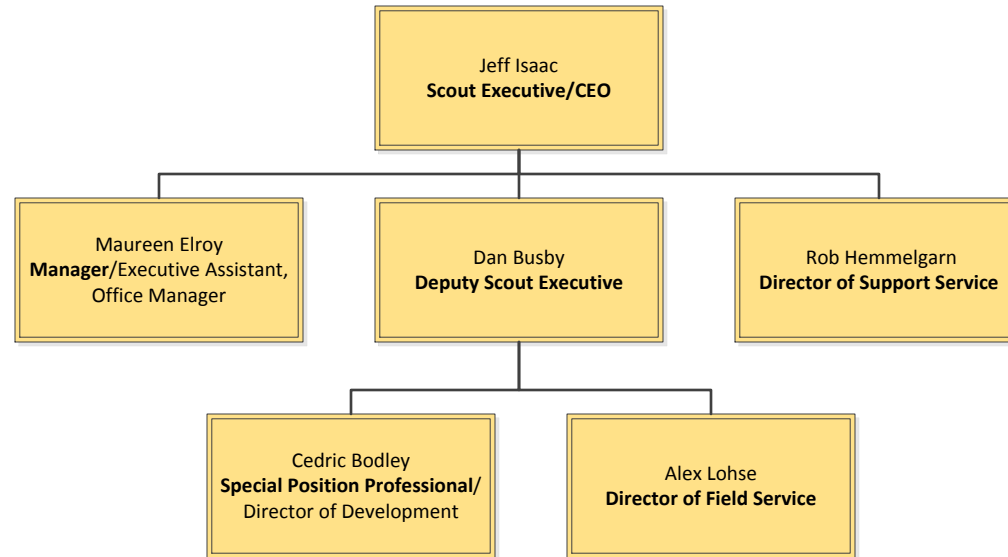 Jeff Isaac
Scout Executive/CEO
Maureen Elroy
Manager/Executive Assistant,
Office Manager
Dan Busby
Deputy Scout Executive
Rob Hemmelgarn
Director of Support Service
Cedric Bodley
Special Position Professional/
Director of Development
Alex Lohse
Director of Field Service